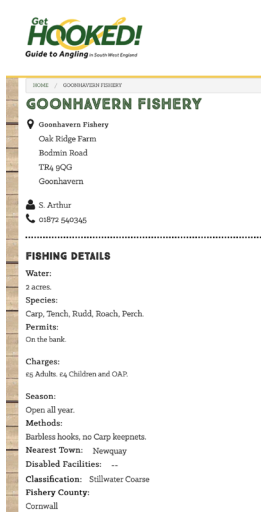 Get
HOOKED!
Guide to Angling in South West England
HOME / GOONHAVERN FISHERY
GOONHAVERN FISHERY
Goonhavern Fishery
Oak Ridge Farm
Bodmin Road
TR4 9QG
Goonhavern
S. Arthur
01872 540345
FISHING DETAILS
Water:
2 acres.
Species:
Carp, Tench, Rudd, Roach, Perch.
Permits:
On the bank.
Charges:
£5 Adults. £4 Children and OAP.
Season:
Open all year.
Methods:
Barbless hooks, no Carp keepnets.
Nearest Town: Newquay
Disabled Facilities: --
Classification: Stillwater Coarse
Fishery County:
Cornwall